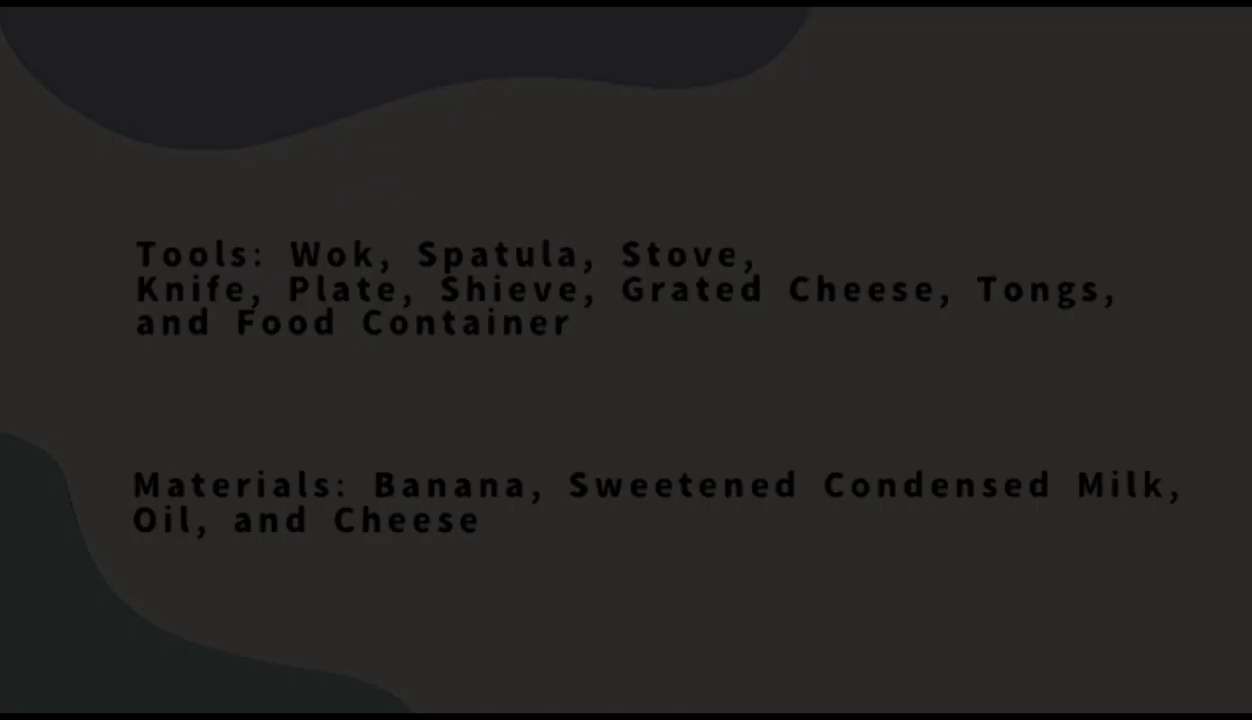 Tools: Wok, Spatula, Stove,
Knife, Plate, Shieve, Grated Cheese, Tongs,
and Food Container
Materials: Banana, Sweetened Condensed Milk,
Oil, and Cheese